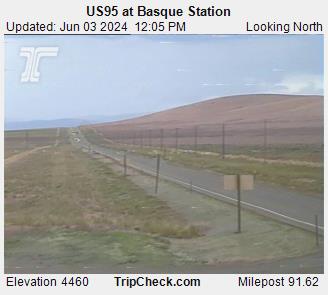 US95 at Basque Station
Updated: Jun 03 2024 12:05 PM Looking North
Elevation 4460 TripCheck.com Milepost 91.62